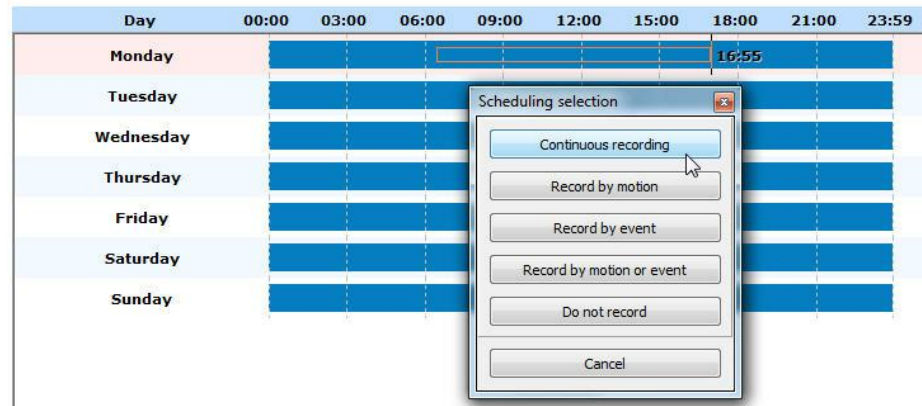 Day 00:00 03:00 06:00 09:00 12:00 15:00 18:00 21:00 23:59
Monday 16:55
Tuesday
Scheduling selection
Wednesday
Continuous recording
Thursday
Record by motion
Friday
Record by event
Saturday
Record by motion or event
Sunday
Do not record
Cancel